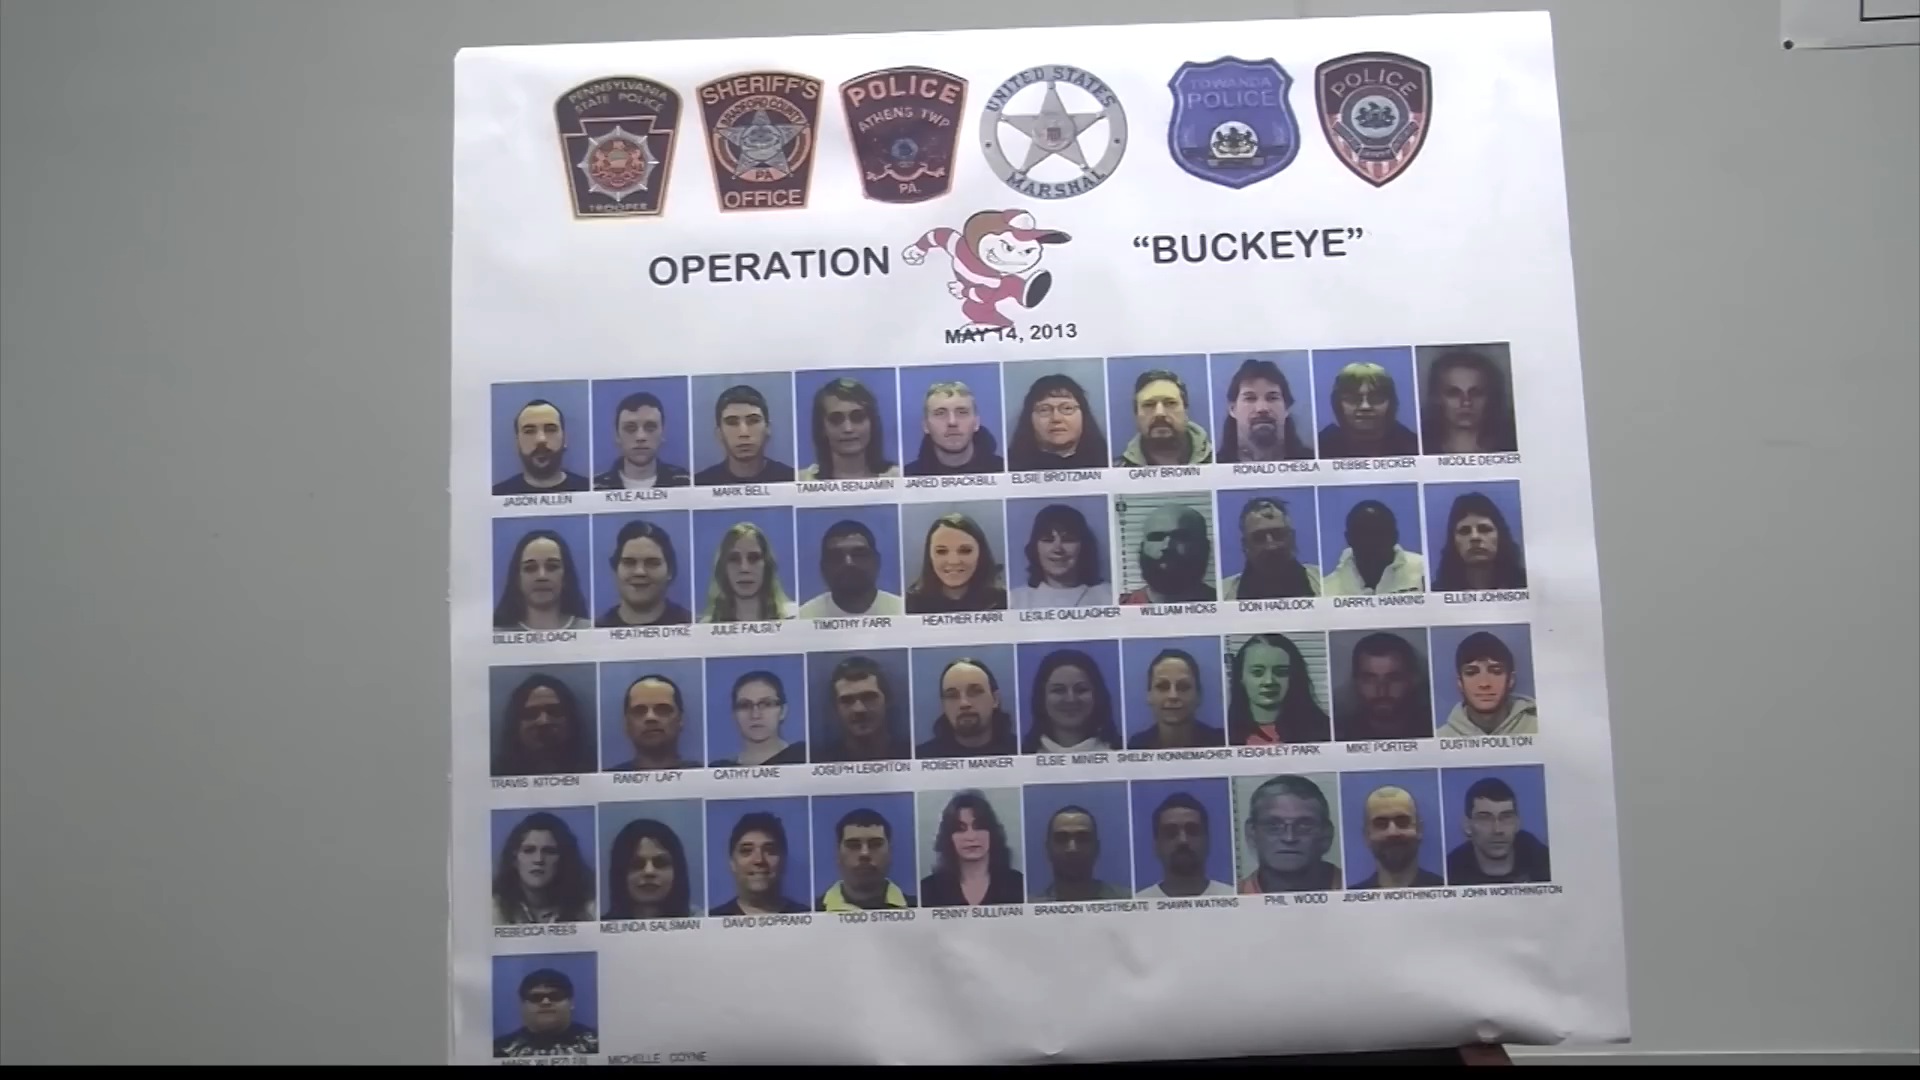 PENNSYLVANIA
STATE POLICE
TROOPER
SHERIFF'S
BRADFORD COUNTY
PA
OFFICE
POLICE
ATHENS TWP
PA.
UNITED STATES
MARSHAL
TOWANDA
POLICE
POLICE
OPERATION "BUCKEYE"
MAY 14, 2013
JASON ALLEN KYLE ALLEN MARK BELL TAMARA BENJAMIN JARED BRACKBILL ELSIE BROTZMAN GARY BROWN RONALD CHESLA DEBBIE DECKER NICOLE DECKER
BILLIE DELOACH HEATHER DYKE JULIE FALSEY TIMOTHY FARR HEATHER FARR LESLIE GALLAGHER WILLIAM HICKS DON HADLOCK DARRYL HANKINS ELLEN JOHNSON
TRAVIS KITCHEN RANDY LAFY CATHY LANE JOSEPH LEIGHTON ROBERT MANKER ELSIE MINIER SHELBY NONNEMACHER KEIGHLEY PARK MIKE PORTER DUSTIN POULTON
REBECCA REES MELINDA SALSMAN DAVID SOPRANO TODD STROUD PENNY SULLIVAN BRANDON VERSTREATE SHAWN WATKINS PHIL WOOD JEREMY WORTHINGTON JOHN WORTHINGTON
MARK MICHELLE COYNE